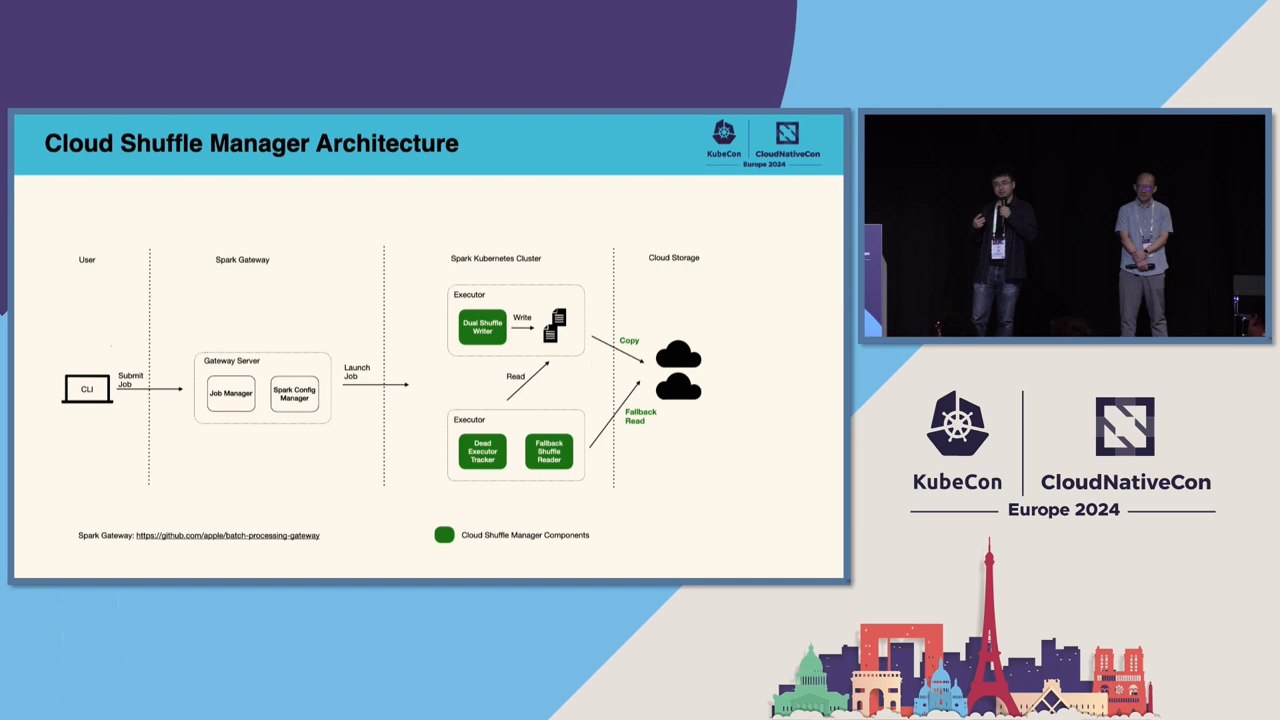 Cloud Shuffle Manager Architecture
KubeCon
CloudNativeCon
Europe 2024
User
Spark Gateway
Spark Kubernetes Cluster
Cloud Storage
Executor
Dual Shuffle
Writer
Write
Copy
Gateway Server
Launch
Job
Submit
Job
CLI
Job Manager
Spark Config
Manager
Read
Executor
Fallback
Read
Dead
Executor
Tracker
Fallback
Shuffle
Reader
Spark Gateway: https://github.com/apple/batch-processing-gateway
Cloud Shuffle Manager Components
KubeCon
CloudNativeCon
Europe 2024